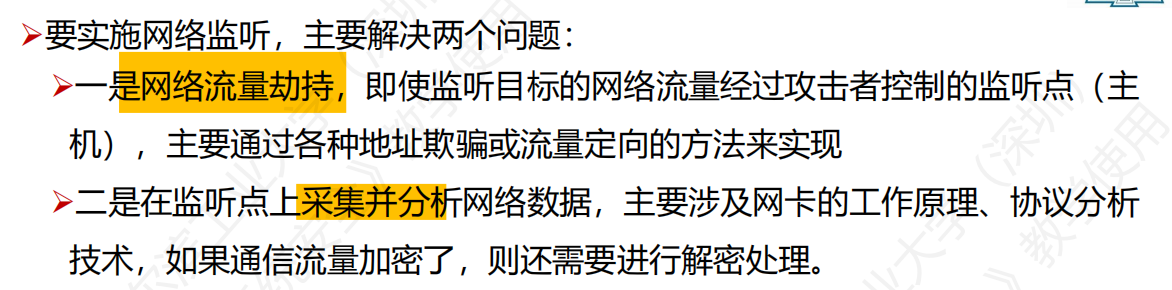 ➢要实施网络监听，主要解决两个问题：
➢一是网络流量劫持，即使监听目标的网络流量经过攻击者控制的监听点（主
机），主要通过各种地址欺骗或流量定向的方法来实现
➢二是在监听点上采集并分析网络数据，主要涉及网卡的工作原理、协议分析
技术，如果通信流量加密了，则还需要进行解密处理。